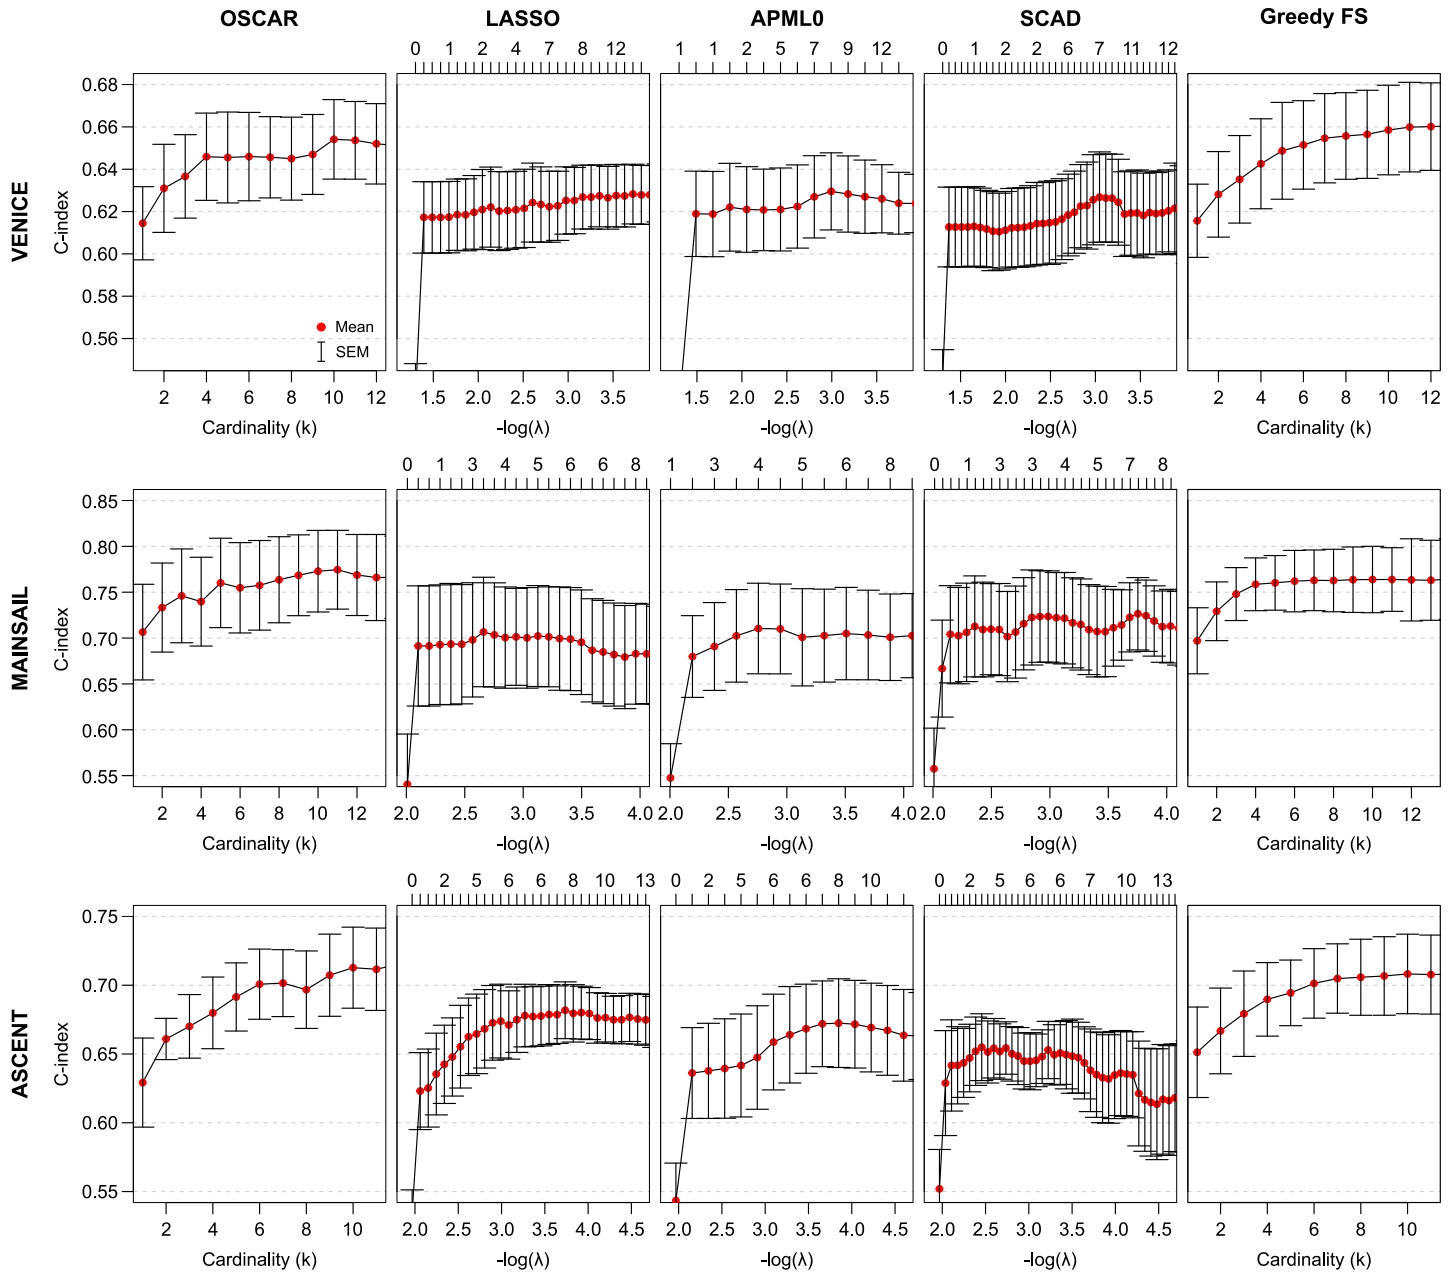 OSCAR LASSO APML0 SCAD Greedy FS
0 1 2 4 7 8 12
1 1 2 5 7 9 12
0 1 2 2 6 7 11 12
VENICE
C-index
0.68
0.66
0.64
0.62
0.60
0.58
0.56
Mean
SEM
2 4 6 8 10 12
1.5 2.0 2.5 3.0 3.5
2.0 2.5 3.0 3.5
1.5 2.0 2.5 3.0 3.5
2 4 6 8 10 12
Cardinality (k) -log(λ) -log(λ) -log(λ) Cardinality (k)
0 1 3 4 5 6 6 8
1 3 4 5 6 8
0 1 3 3 4 5 7 8
MAINSAIL
C-index
0.85
0.80
0.75
0.70
0.65
0.60
0.55
2 4 6 8 10 12
2.0 2.5 3.0 3.5 4.0
2.0 2.5 3.0 3.5 4.0
2.0 2.5 3.0 3.5 4.0
2 4 6 8 10 12
Cardinality (k) -log(λ) -log(λ) -log(λ) Cardinality (k)
0 2 5 6 6 8 10 13
0 2 5 6 8 10
0 2 5 6 6 7 10 13
ASCENT
C-index
0.75
0.70
0.65
0.60
0.55
2 4 6 8 10
2.0 2.5 3.0 3.5 4.0 4.5
2.0 2.5 3.0 3.5 4.0 4.5
2.0 2.5 3.0 3.5 4.0 4.5
2 4 6 8 10
Cardinality (k) -log(λ) -log(λ) -log(λ) Cardinality (k)